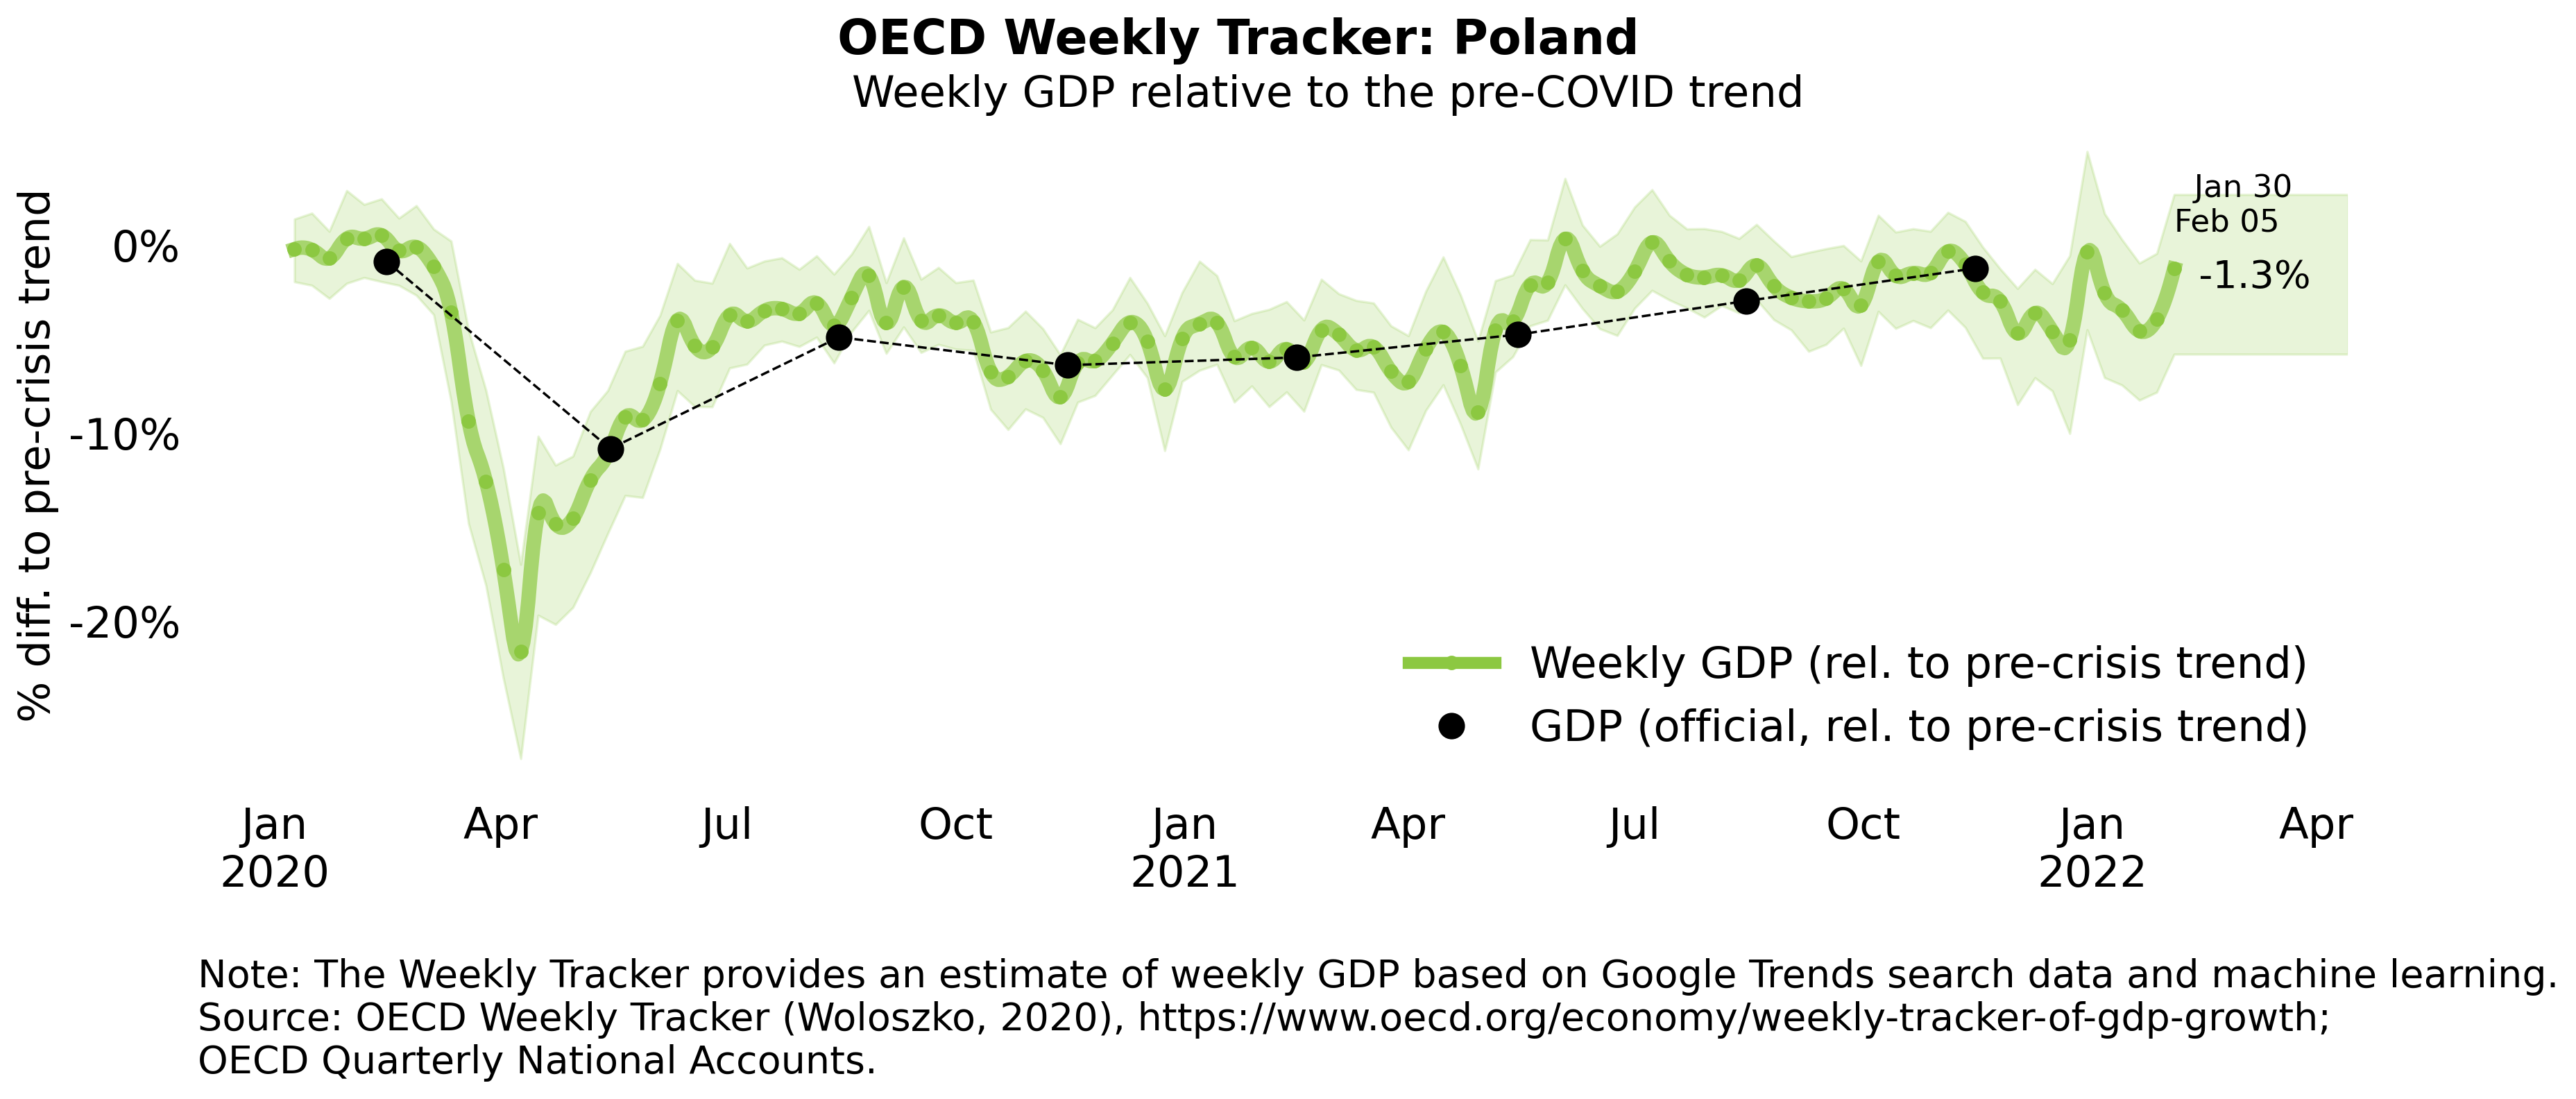 OECD Weekly Tracker: Poland
Weekly GDP relative to the pre-COVID trend
% diff. to pre-crisis trend
0%
-10%
-20%
Jan 30
Feb 05
-1.3%
Weekly GDP (rel. to pre-crisis trend)
GDP (official, rel. to pre-crisis trend)
Jan Apr Jul Oct Jan Apr Jul Oct Jan Apr
2020 2021 2022
Note: The Weekly Tracker provides an estimate of weekly GDP based on Google Trends search data and machine learning.
Source: OECD Weekly Tracker (Woloszko, 2020), https://www.oecd.org/economy/weekly-tracker-of-gdp-growth;
OECD Quarterly National Accounts.